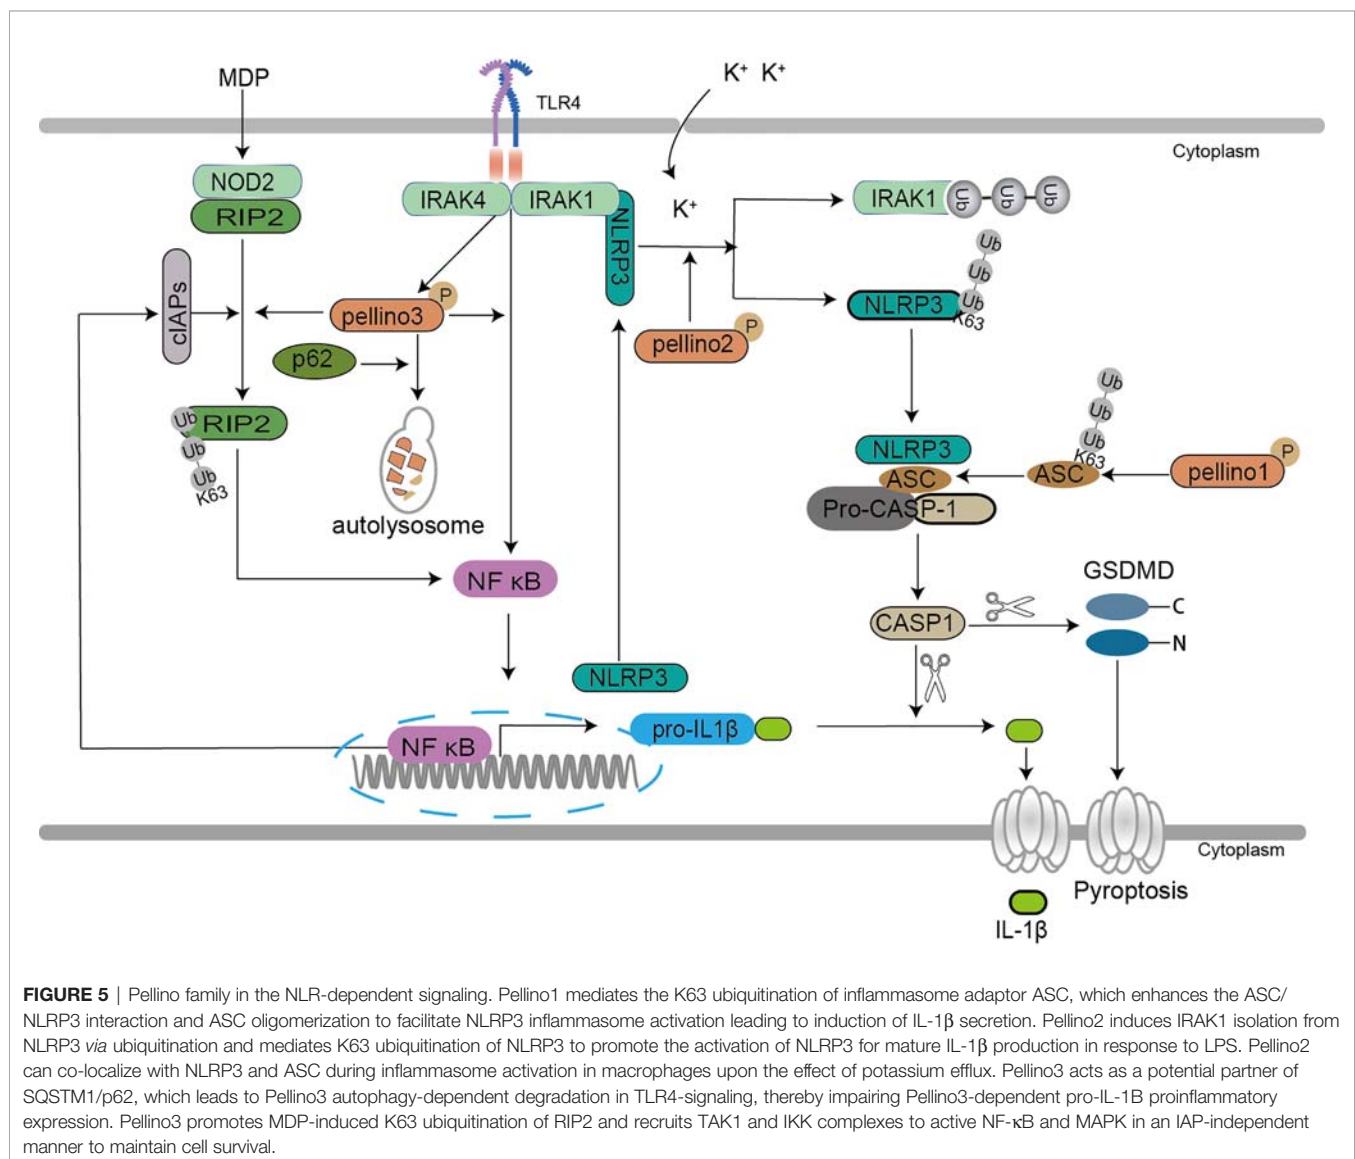 MDP
TLR4
K⁺ K⁺
Cytoplasm
NOD2
RIP2
IRAK4
IRAK1
NLRP3
K⁺
IRAK1
Ub
Ub
Ub
Ub
Ub
Ub
K63
NLRP3
cIAPs
pellino3
P
pellino2
P
p62
RIP2
Ub
Ub
Ub
K63
autolysosome
NLRP3
ASC
Pro-CASP-1
Ub
Ub
Ub
K63
ASC
pellino1
P
NF κB
GSDMD
C
N
CASP1
NLRP3
NF κB
pro-IL1β
Cytoplasm
Pyroptosis
IL-1β
FIGURE 5 | Pellino family in the NLR-dependent signaling. Pellino1 mediates the K63 ubiquitination of inflammasome adaptor ASC, which enhances the ASC/
NLRP3 interaction and ASC oligomerization to facilitate NLRP3 inflammasome activation leading to induction of IL-1β secretion. Pellino2 induces IRAK1 isolation from
NLRP3 via ubiquitination and mediates K63 ubiquitination of NLRP3 to promote the activation of NLRP3 for mature IL-1β production in response to LPS. Pellino2
can co-localize with NLRP3 and ASC during inflammasome activation in macrophages upon the effect of potassium efflux. Pellino3 acts as a potential partner of
SQSTM1/p62, which leads to Pellino3 autophagy-dependent degradation in TLR4-signaling, thereby impairing Pellino3-dependent pro-IL-1B proinflammatory
expression. Pellino3 promotes MDP-induced K63 ubiquitination of RIP2 and recruits TAK1 and IKK complexes to active NF-κB and MAPK in an IAP-independent
manner to maintain cell survival.